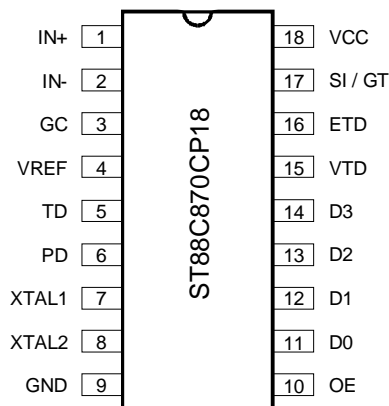 IN+ 1 18 VCC
IN- 2 17 SI / GT
GC 3 16 ETD
VREF 4 15 VTD
TD 5 14 D3
PD 6 13 D2
XTAL1 7 12 D1
XTAL2 8 11 D0
GND 9 10 OE
ST88C870CP18